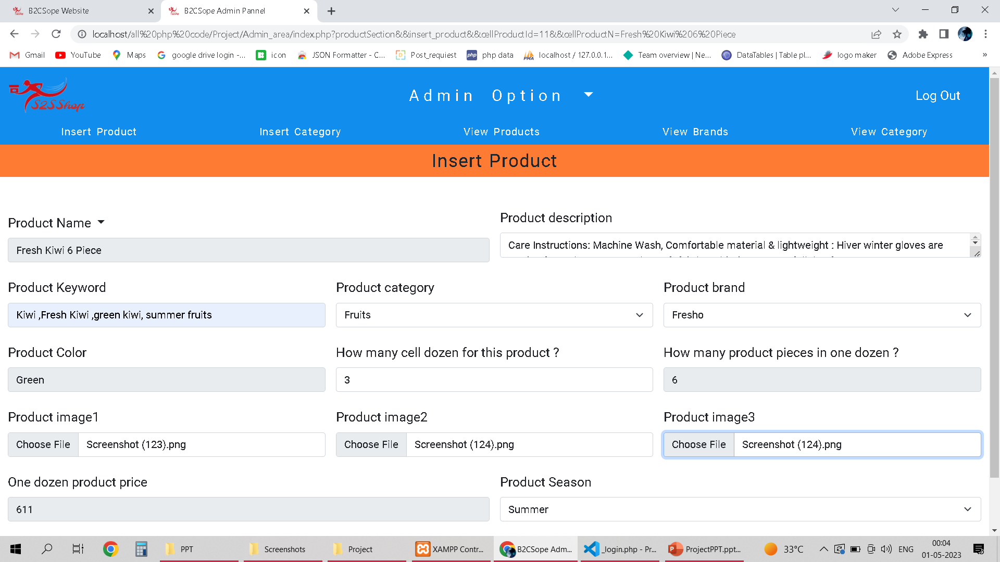 B2CSope Website
B2CSope Admin Pannel
localhost/all%20php%20code/Project/Admin_area/index.php?productSection&&insert_product&&cellProductId=11&&cellProductN=Fresh%20Kiwi%206%20Piece
Gmail YouTube Maps google drive login -... icon JSON Formatter - C... Post_requiest php data localhost / 127.0.0.1... Team overview | Ne... DataTables | Table pl... logo maker Adobe Express »
S2SShop
Admin Option
Log Out
Insert Product Insert Category View Products View Brands View Category
Insert Product
Product Name
Product description
Fresh Kiwi 6 Piece
Care Instructions: Machine Wash, Comfortable material & lightweight : Hiver winter gloves are
Product Keyword Product category Product brand
Kiwi ,Fresh Kiwi ,green kiwi, summer fruits Fruits Fresho
Product Color How many cell dozen for this product ? How many product pieces in one dozen ?
Green 3 6
Product image1 Product image2 Product image3
Choose File Screenshot (123).png Choose File Screenshot (124).png Choose File Screenshot (124).png
One dozen product price Product Season
611 Summer
PPT Screenshots Project XAMPP Contr... B2CSope Adm... _login.php - Pr... ProjectPPT.ppt... 33°C ENG
00:04
01-05-2023